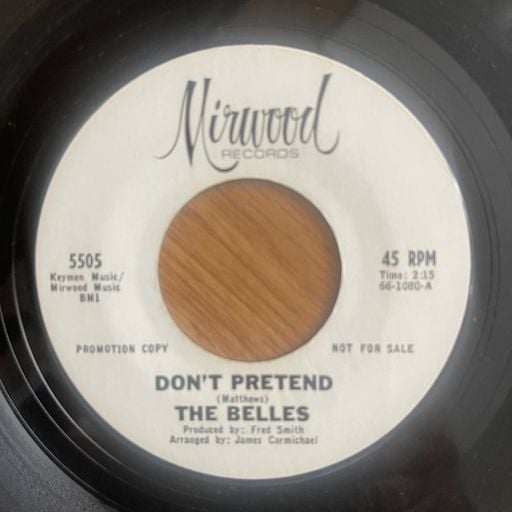 Mirwood
RECORDS
5505
Keymen Music/
Mirwood Music
BMI
45 RPM
Time: 2:15
66-1080-A
PROMOTION COPY
NOT FOR SALE
DON'T PRETEND
(Matthews)
THE BELLES
Produced by: Fred Smith
Arranged by: James Carmichael